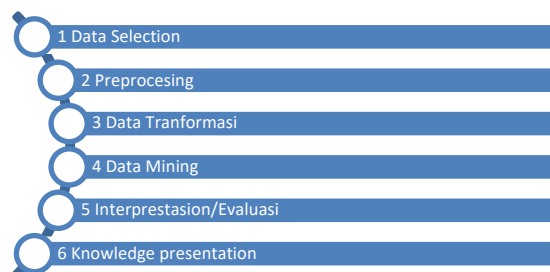 1 Data Selection
2 Preprocesing
3 Data Tranformasi
4 Data Mining
5 Interprestasion/Evaluasi
6 Knowledge presentation